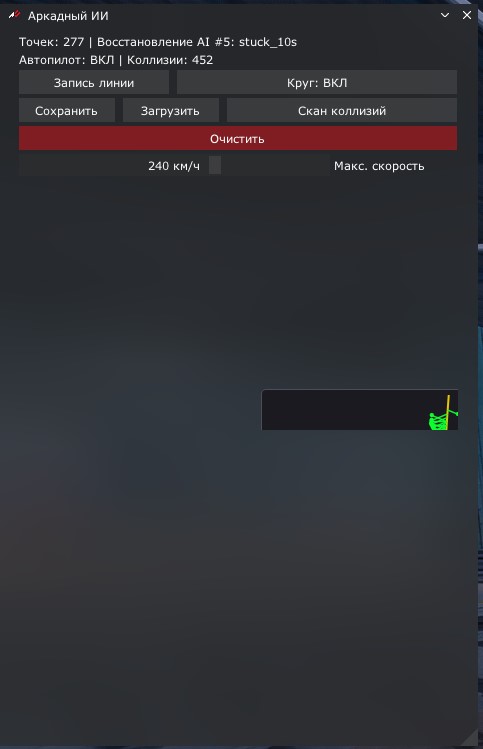 Аркадный ИИ
Точек: 277 | Восстановление AI #5: stuck_10s
Автопилот: ВКЛ | Коллизии: 452
Запись линии
Круг: ВКЛ
Сохранить
Загрузить
Скан коллизий
Очистить
240 км/ч
Макс. скорость